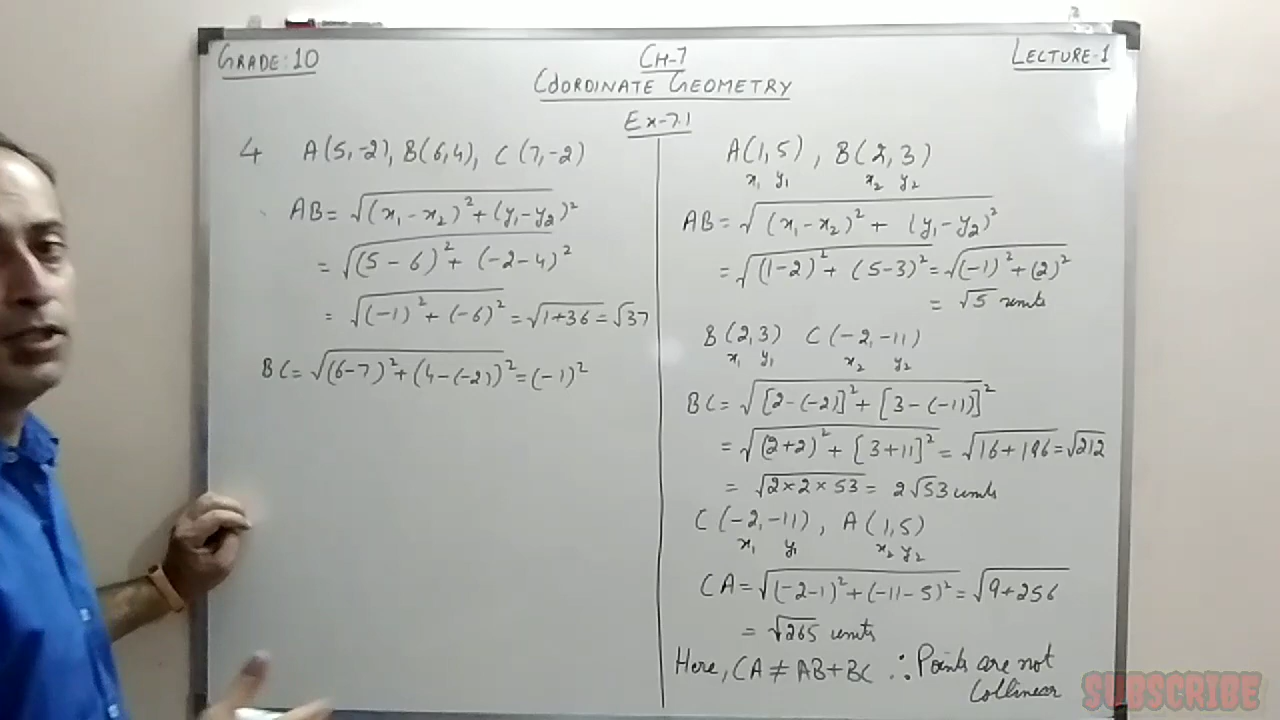 GRADE:10
CH-7
LECTURE-1
COORDINATE GEOMETRY
Ex-7.1
4 A(5,-2), B(6,4), C(7,-2)
AB=√(x₁-x₂)²+(y₁-y₂)²
=√(5-6)²+(-2-4)²
=√(-1)²+(-6)²=√1+36=√37
BC=√(6-7)²+(4-(-2))²=(-1)²
A(1,5), B(2,3)
x₁ y₁ x₂ y₂
AB=√(x₁-x₂)²+(y₁-y₂)²
=√(1-2)²+(5-3)²=√(-1)²+(2)²
=√5 units
B(2,3) C(-2,-11)
x₁ y₁ x₂ y₂
BC=√[2-(-2)]²+[3-(-11)]²
=√(2+2)²+[3+11]²=√16+196=√212
=√2×2×53=2√53 units
C(-2,-11), A(1,5)
x₁ y₁ x₂ y₂
CA=√(-2-1)²+(-11-5)²=√9+256
=√265 units
Here, CA≠AB+BC ∴ Points are not
Collinear
SUBSCRIBE